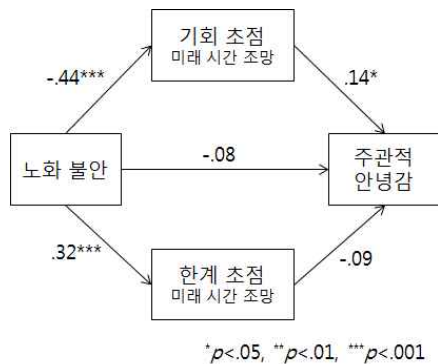 기회 초점
미래 시간 조망
-.44***
.14*
노화 불안
-.08
주관적
안녕감
.32***
-.09
한계 초점
미래 시간 조망
*p<.05, **p<.01, ***p<.001